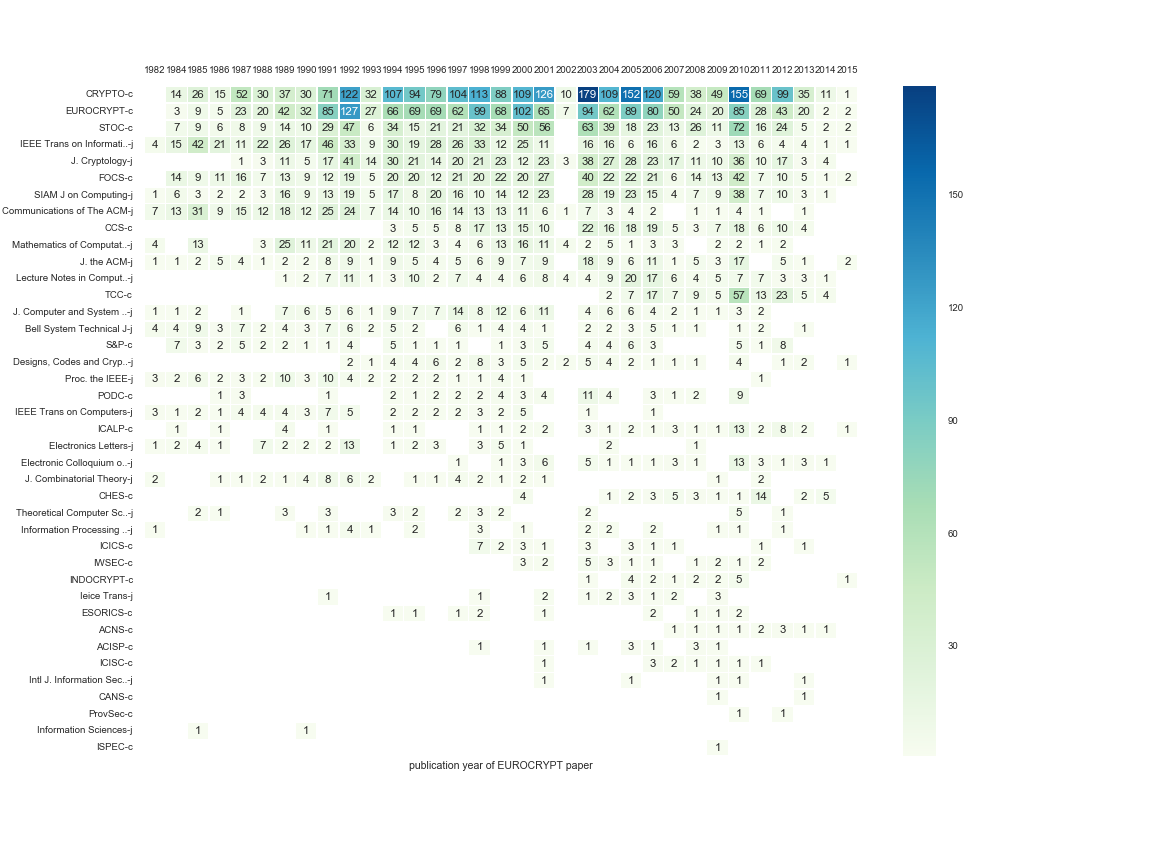 1982 1984 1985 1986 1987 1988 1989 1990 1991 1992 1993 1994 1995 1996 1997 1998 1999 2000 2001 2002 2003 2004 2005 2006 2007 2008 2009 2010 2011 2012 2013 2014 2015
CRYPTO-c 14 26 15 52 30 37 30 71 122 32 107 94 79 104 113 88 109 126 10 179 109 152 120 59 38 49 155 69 99 35 11 1
EUROCRYPT-c 3 9 5 23 20 42 32 85 127 27 66 69 69 62 99 68 102 65 7 94 62 89 80 50 24 20 85 28 43 20 2 2
STOC-c 7 9 6 8 9 14 10 29 47 6 34 15 21 21 32 34 50 56 63 39 18 23 13 26 11 72 16 24 5 2 2
IEEE Trans on Informati..-j 4 15 42 21 11 22 26 17 46 33 9 30 19 28 26 33 12 25 11 16 16 6 16 6 2 3 13 6 4 4 1 1
J. Cryptology-j 1 3 11 5 17 41 14 30 21 14 20 21 23 12 23 3 38 27 28 23 17 11 10 36 10 17 3 4
FOCS-c 14 9 11 16 7 13 9 12 19 5 20 20 12 21 20 22 20 27 40 22 22 21 6 14 13 42 7 10 5 1 2
SIAM J on Computing-j 1 6 3 2 2 3 16 9 13 19 5 17 8 20 16 10 14 12 23 28 19 23 15 4 7 9 38 7 10 3 1
Communications of The ACM-j 7 13 31 9 15 12 18 12 25 24 7 14 10 16 14 13 13 11 6 1 7 3 4 2 1 1 4 1 1
CCS-c 3 5 5 8 17 13 15 10 22 16 18 19 5 3 7 18 6 10 4
Mathematics of Computat..-j 4 13 3 25 11 21 20 2 12 12 3 4 6 13 16 11 4 2 5 1 3 3 2 2 1 2
J. the ACM-j 1 1 2 5 4 1 2 2 8 9 1 9 5 4 5 6 9 7 9 18 9 6 11 1 5 3 17 5 1 2
Lecture Notes in Comput..-j 1 2 7 11 1 3 10 2 7 4 4 6 8 4 4 9 20 17 6 4 5 7 7 3 3 1
TCC-c 2 7 17 7 9 5 57 13 23 5 4
J. Computer and System ..-j 1 1 2 1 7 6 5 6 1 9 7 7 14 8 12 6 11 4 6 6 4 2 1 1 3 2
Bell System Technical J-j 4 4 9 3 7 2 4 3 7 6 2 5 2 6 1 4 4 1 2 2 3 5 1 1 1 2 1
S&P-c 7 3 2 5 2 2 1 1 4 5 1 1 1 1 3 5 4 4 6 3 5 1 8
Designs, Codes and Cryp..-j 2 1 4 4 6 2 8 3 5 2 2 5 4 2 1 1 1 4 1 2 1
Proc. the IEEE-j 3 2 6 2 3 2 10 3 10 4 2 2 2 2 1 1 4 1 1
PODC-c 1 3 1 2 1 2 2 2 4 3 4 11 4 3 1 2 9
IEEE Trans on Computers-j 3 1 2 1 4 4 4 3 7 5 2 2 2 2 3 2 5 1 1
ICALP-c 1 1 4 1 1 1 1 1 2 2 3 1 2 1 3 1 1 13 2 8 2 1
Electronics Letters-j 1 2 4 1 7 2 2 2 13 1 2 3 3 5 1 2 1
Electronic Colloquium o..-j 1 1 3 6 5 1 1 1 3 1 13 3 1 3 1
J. Combinatorial Theory-j 2 1 1 2 1 4 8 6 2 1 1 4 2 1 2 1 1 2
CHES-c 4 1 2 3 5 3 1 1 14 2 5
Theoretical Computer Sc..-j 2 1 3 3 3 2 2 3 2 2 5 1
Information Processing ..-j 1 1 1 4 1 2 3 1 2 2 2 1 1 1
ICICS-c 7 2 3 1 3 3 1 1 1 1
IWSEC-c 3 2 5 3 1 1 1 2 1 2
INDOCRYPT-c 1 4 2 1 2 2 5 1
Ieice Trans-j 1 1 2 1 2 3 1 2 3
ESORICS-c 1 1 1 2 1 2 1 1 2
ACNS-c 1 1 1 1 2 3 1 1
ACISP-c 1 1 1 3 1 3 1
ICISC-c 1 3 2 1 1 1 1
Intl J. Information Sec..-j 1 1 1 1 1
CANS-c 1 1
ProvSec-c 1 1
Information Sciences-j 1 1
ISPEC-c 1
publication year of EUROCRYPT paper
150
120
90
60
30